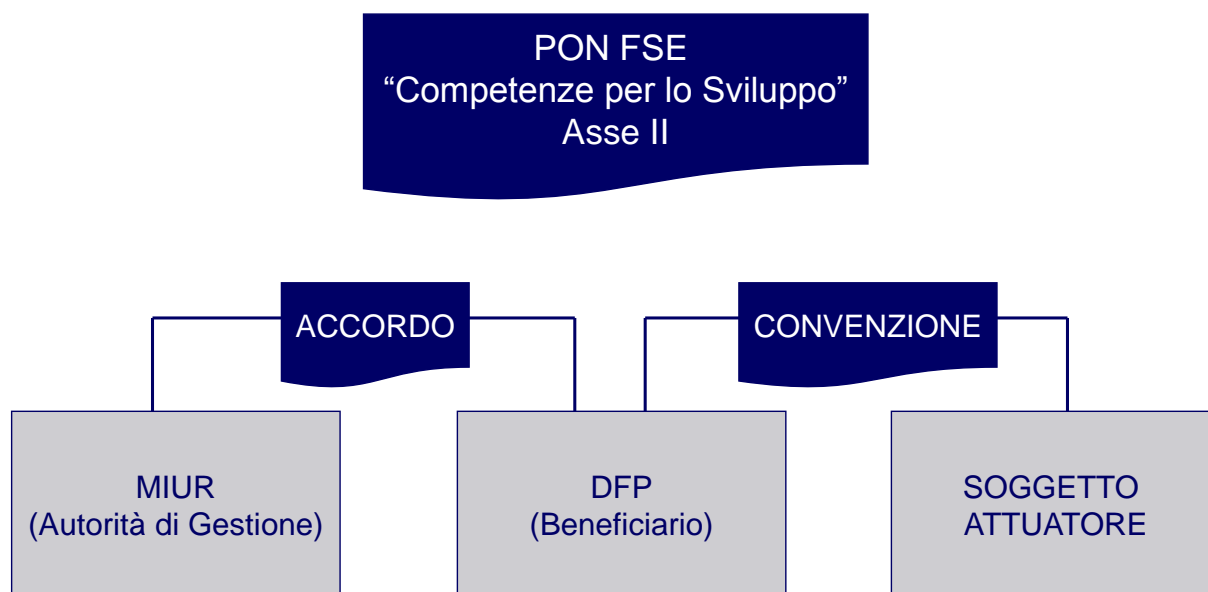 PON FSE
“Competenze per lo Sviluppo”
Asse II
ACCORDO
CONVENZIONE
MIUR
(Autorità di Gestione)
DFP
(Beneficiario)
SOGGETTO
ATTUATORE